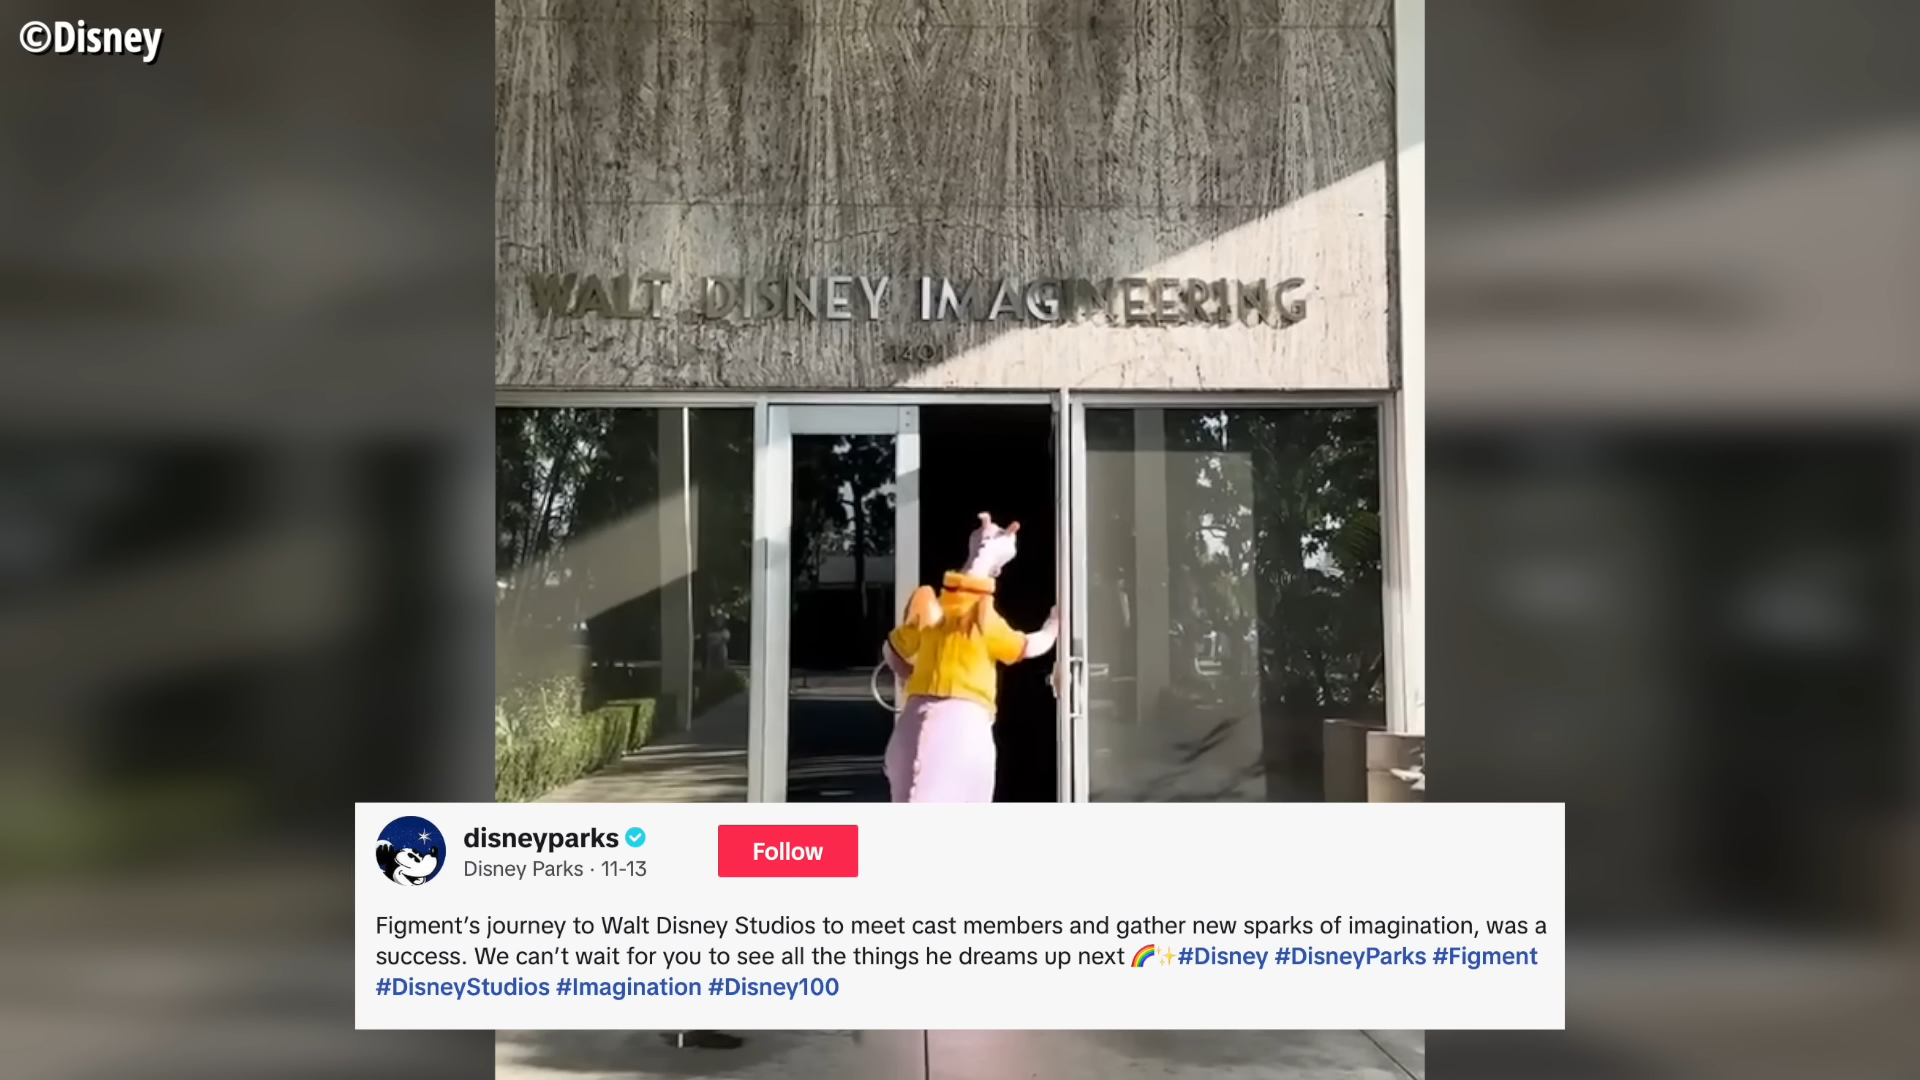 ©Disney
WALT DISNEY IMAGINEERING
1401
disneyparks
Disney Parks · 11-13
Follow
Figment’s journey to Walt Disney Studios to meet cast members and gather new sparks of imagination, was a
success. We can’t wait for you to see all the things he dreams up next 🌈✨#Disney #DisneyParks #Figment
#DisneyStudios #Imagination #Disney100